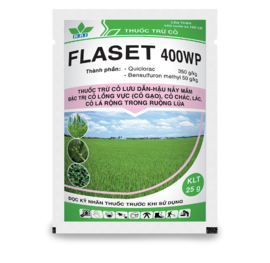 THUỐC TRỪ CỎ
FLASET 400WP
Thành phần: - Quiclorac 350 g/kg
- Bensulfuron methyl 50 g/kg
THUỐC TRỪ CỎ LƯU DẪN-HẬU NẢY MẦM
ĐẶC TRỊ CỎ LỒNG VỰC (CỎ GẠO), CỎ CHÁC, LÁC,
CỎ LÁ RỘNG TRONG RUỘNG LÚA
KLT
25 g
ĐỌC KỸ NHÃN THUỐC TRƯỚC KHI SỬ DỤNG